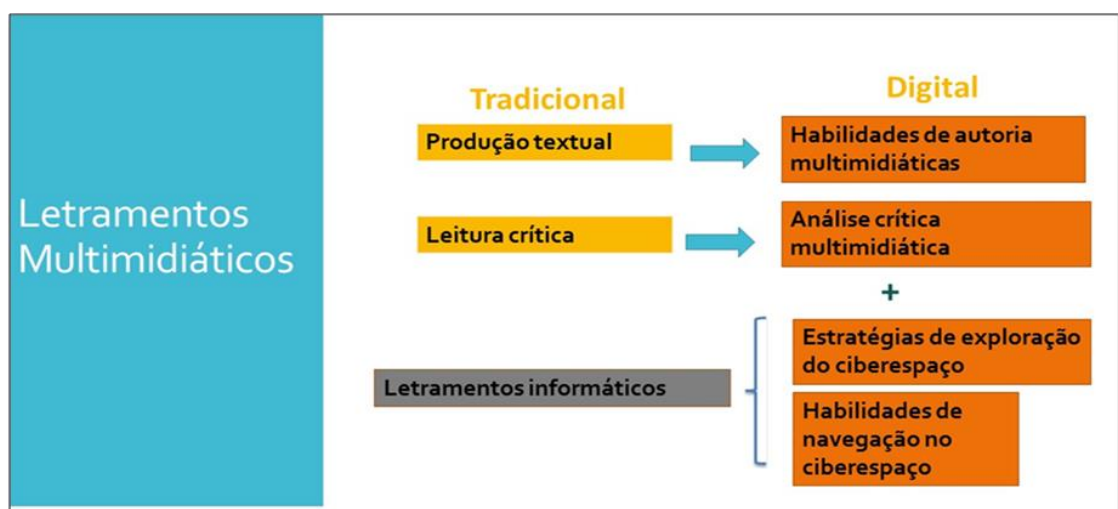 Letramentos
Multimidiáticos
Tradicional
Digital
Produção textual
Habilidades de autoria
multimidiáticas
Leitura crítica
Análise crítica
multimidiática
+
Letramentos informáticos
Estratégias de exploração
do ciberespaço
Habilidades de
navegação no
ciberespaço